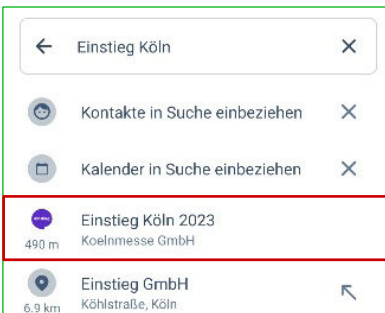 Einstieg Köln
Kontakte in Suche einbeziehen
Kalender in Suche einbeziehen
Einstieg Köln 2023
490 m Koelnmesse GmbH
Einstieg GmbH
6.9 km Köhlstraße, Köln